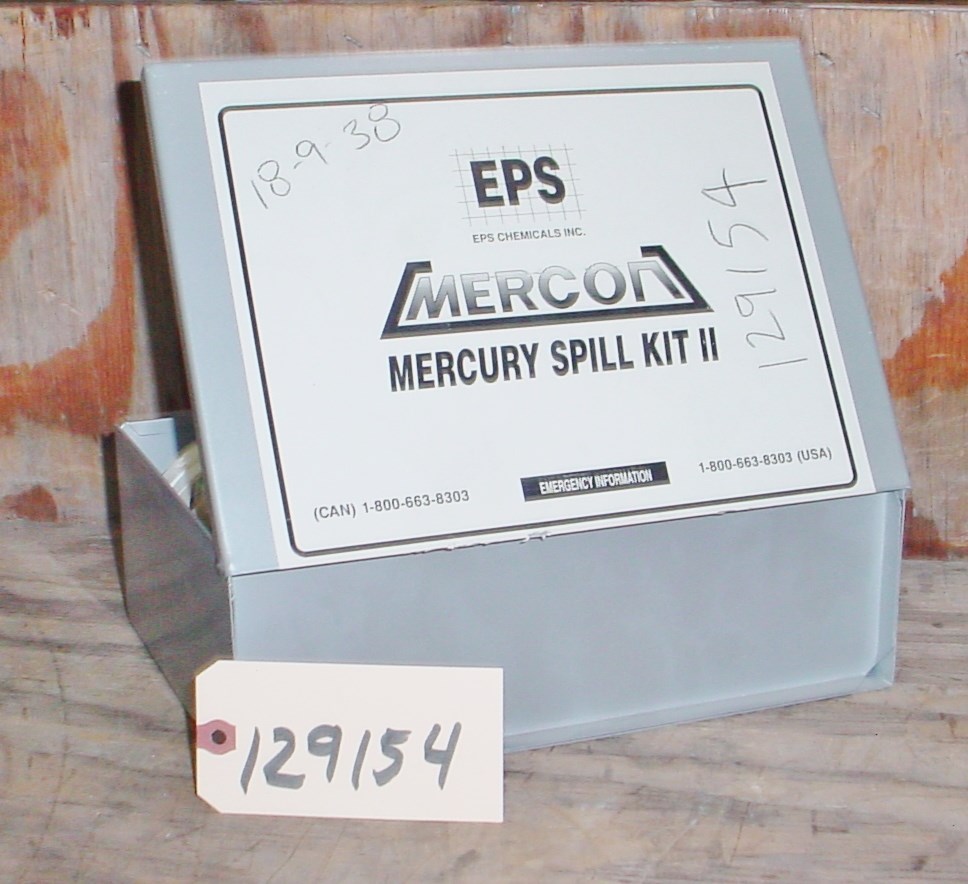 18-9-38
EPS
EPS CHEMICALS INC.
MERCON
MERCURY SPILL KIT II
129154
(CAN) 1-800-663-8303
EMERGENCY INFORMATION
1-800-663-8303 (USA)
129154